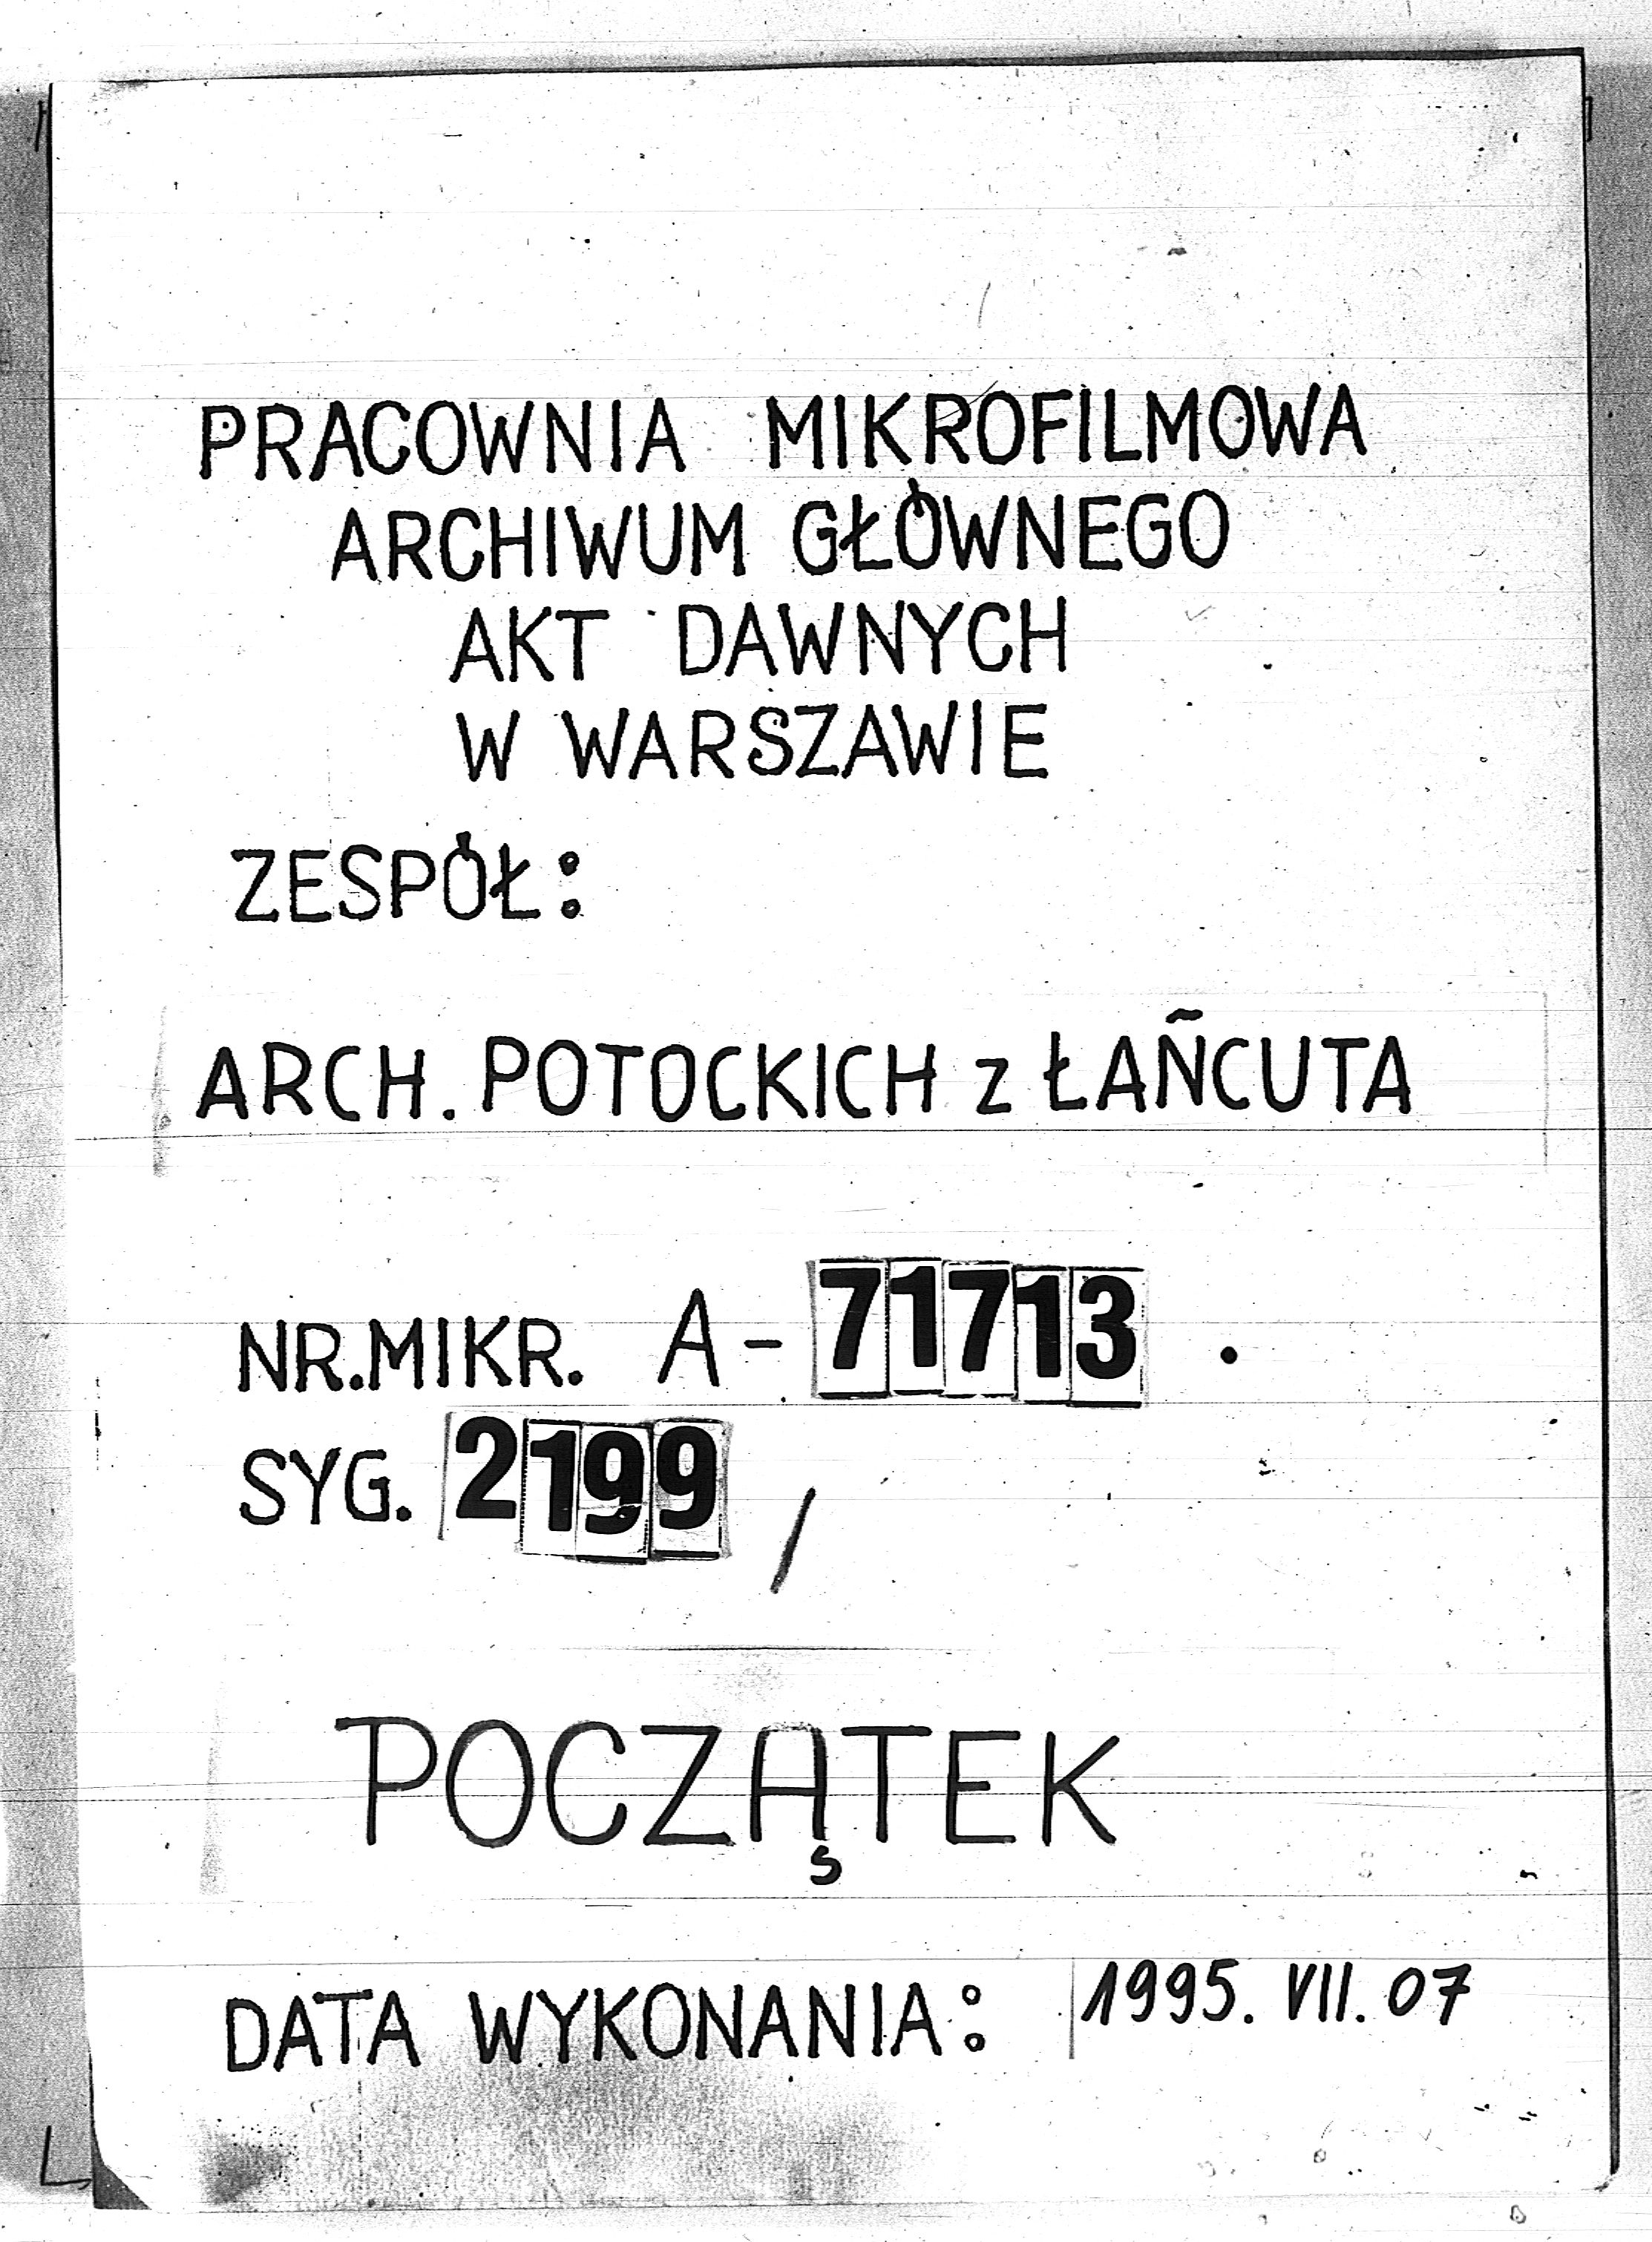 PRACOWNIA MIKROFILMOWA
ARCHIWUM GŁÓWNEGO
AKT DAWNYCH
W WARSZAWIE
ZESPÓŁ:
ARCH. POTOCKICH z ŁAŃCUTA
NR.MIKR. A-71713.
SYG. 2199 /
POCZĄTEK
DATA WYKONANIA: 1995. VII. 07